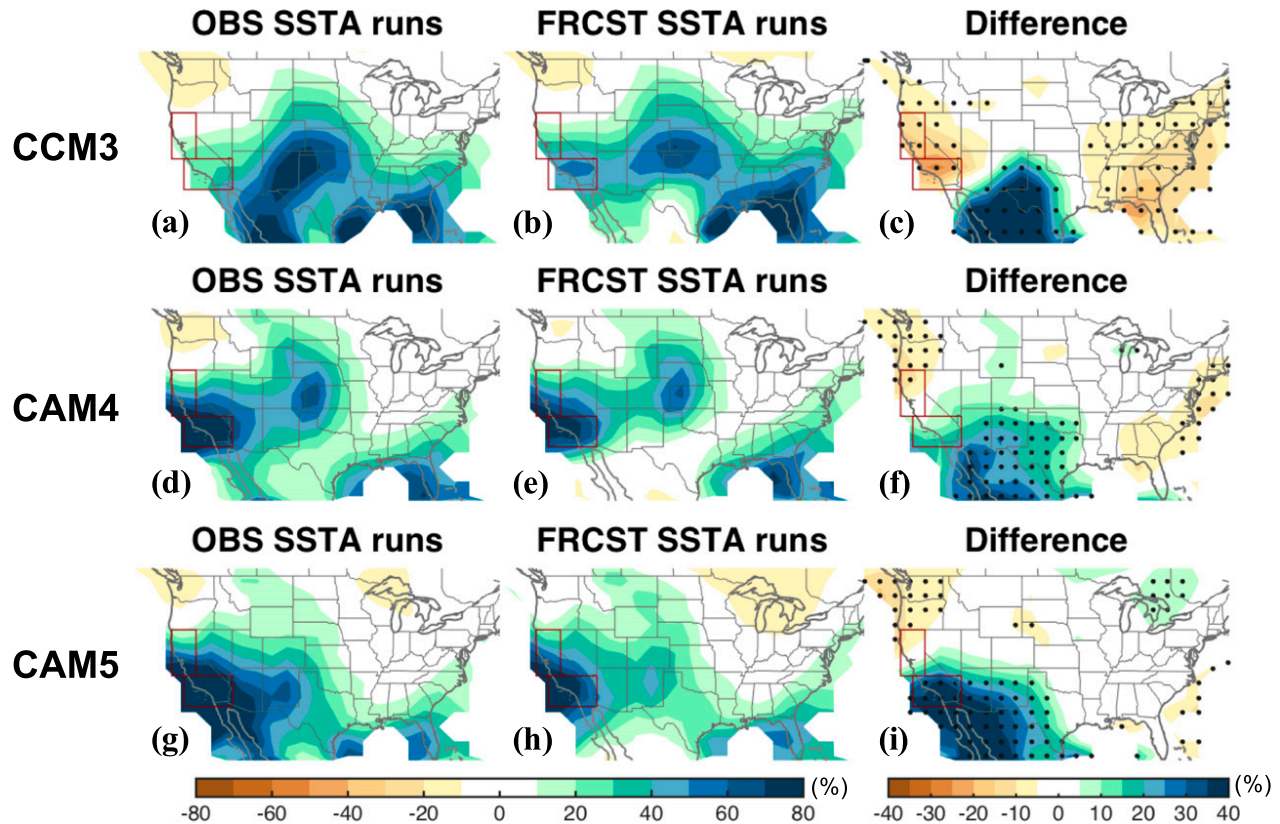 OBS SSTA runs FRCST SSTA runs Difference
CCM3
(a) (b) (c)
OBS SSTA runs FRCST SSTA runs Difference
CAM4
(d) (e) (f)
OBS SSTA runs FRCST SSTA runs Difference
CAM5
(g) (h) (i)
(%) (%)
-80 -60 -40 -20 0 20 40 60 80 -40 -30 -20 -10 0 10 20 30 40